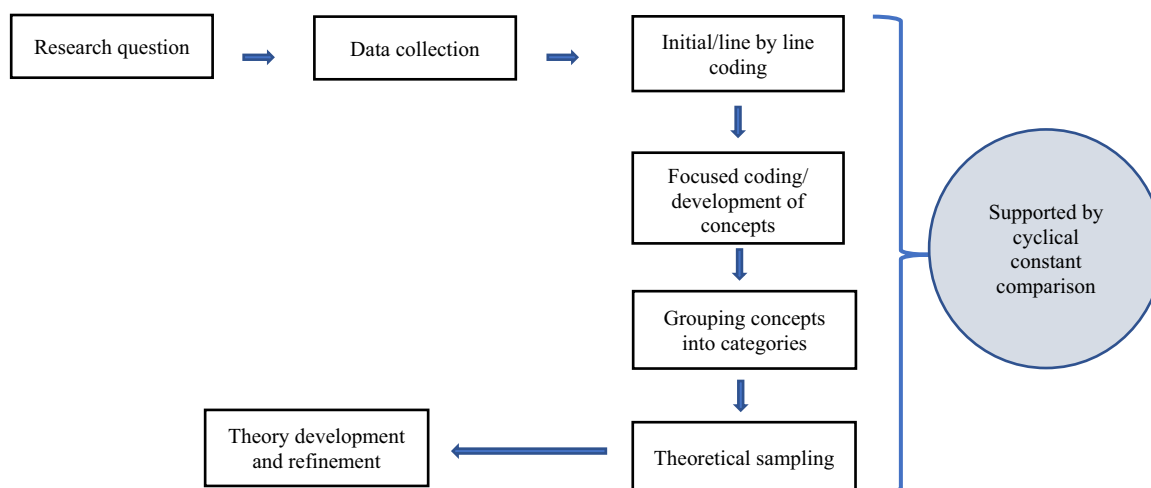 Research question
Data collection
Initial/line by line
coding
Focused coding/
development of
concepts
Grouping concepts
into categories
Theoretical sampling
Theory development
and refinement
Supported by
cyclical
constant
comparison